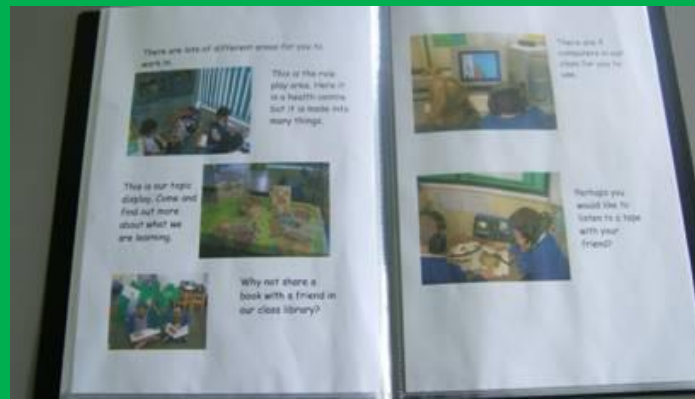 There are lots of different areas for you to
work in.
This is the role
play area. Here it
is a health centre
but it is made into
many things.
This is our topic
display. Come and
find out more
about what we
are learning.
Why not share a
book with a friend in
our class library?
There are
computers in our
class for you to
use.
Perhaps you
would like to
listen to a tape
with your
friend?